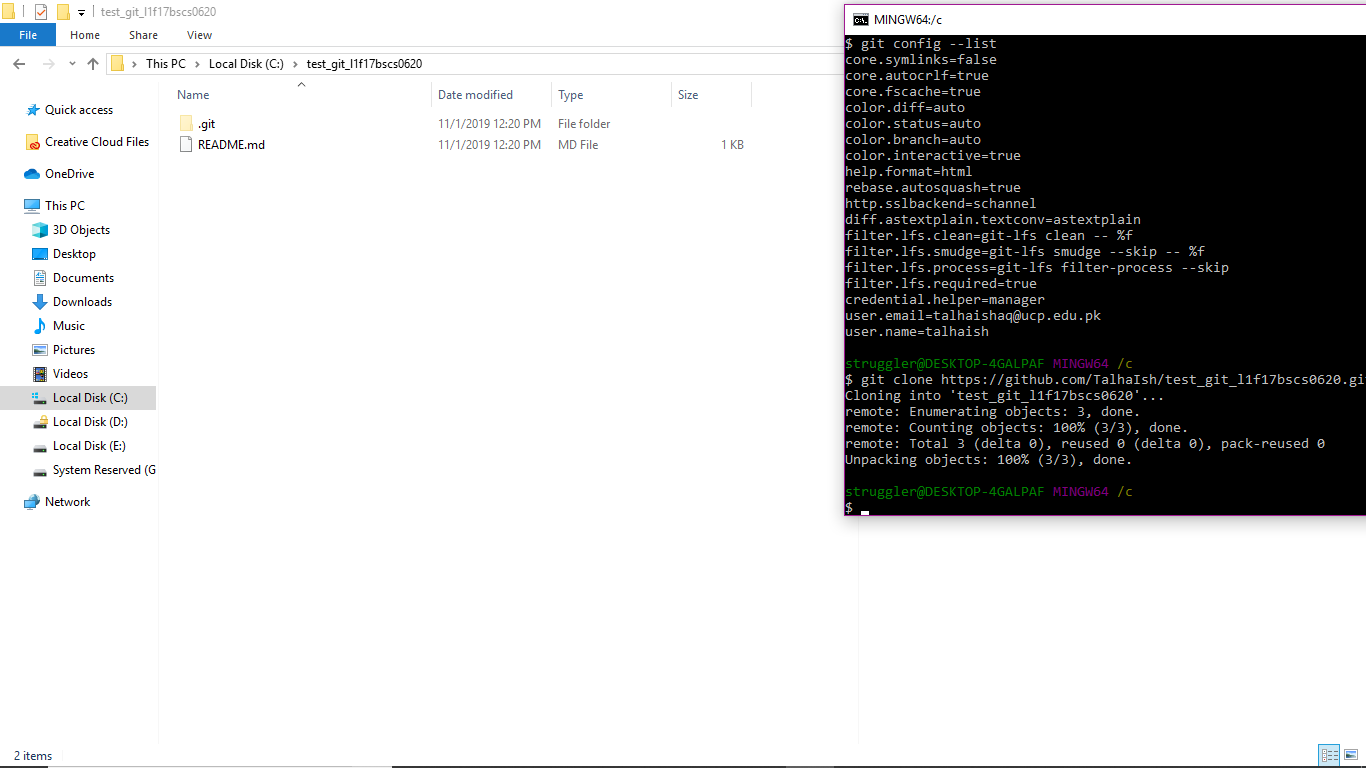 test_git_l1f17bscs0620
File Home Share View
This PC Local Disk (C:) test_git_l1f17bscs0620
Name Date modified Type Size
.git 11/1/2019 12:20 PM File folder
README.md 11/1/2019 12:20 PM MD File 1 KB
Quick access
Creative Cloud Files
OneDrive
This PC
3D Objects
Desktop
Documents
Downloads
Music
Pictures
Videos
Local Disk (C:)
Local Disk (D:)
Local Disk (E:)
System Reserved (G
Network
2 items
MINGW64:/c
$ git config --list
core.symlinks=false
core.autocrlf=true
core.fscache=true
color.diff=auto
color.status=auto
color.branch=auto
color.interactive=true
help.format=html
rebase.autosquash=true
http.sslbackend=schannel
diff.astextplain.textconv=astextplain
filter.lfs.clean=git-lfs clean -- %f
filter.lfs.smudge=git-lfs smudge --skip -- %f
filter.lfs.process=git-lfs filter-process --skip
filter.lfs.required=true
credential.helper=manager
user.email=talhaishaq@ucp.edu.pk
user.name=talhaish
struggler@DESKTOP-4GALPAF MINGW64 /c
$ git clone https://github.com/TalhaIsh/test_git_l1f17bscs0620.gi
Cloning into 'test_git_l1f17bscs0620'...
remote: Enumerating objects: 3, done.
remote: Counting objects: 100% (3/3), done.
remote: Total 3 (delta 0), reused 0 (delta 0), pack-reused 0
Unpacking objects: 100% (3/3), done.
struggler@DESKTOP-4GALPAF MINGW64 /c
$